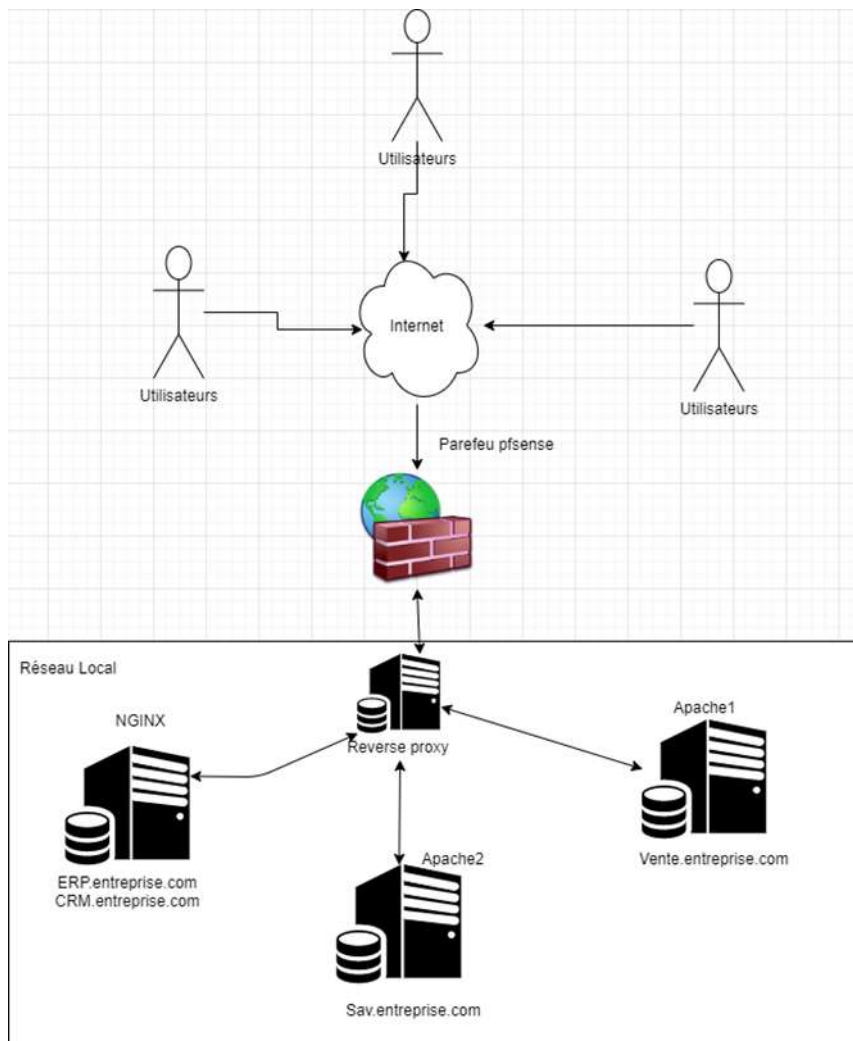 Utilisateurs
Internet
Utilisateurs
Utilisateurs
Parefeu pfsense
Réseau Local
NGINX
Reverse proxy
Apache1
ERP.entreprise.com
CRM.entreprise.com
Apache2
Vente.entreprise.com
Sav.entreprise.com